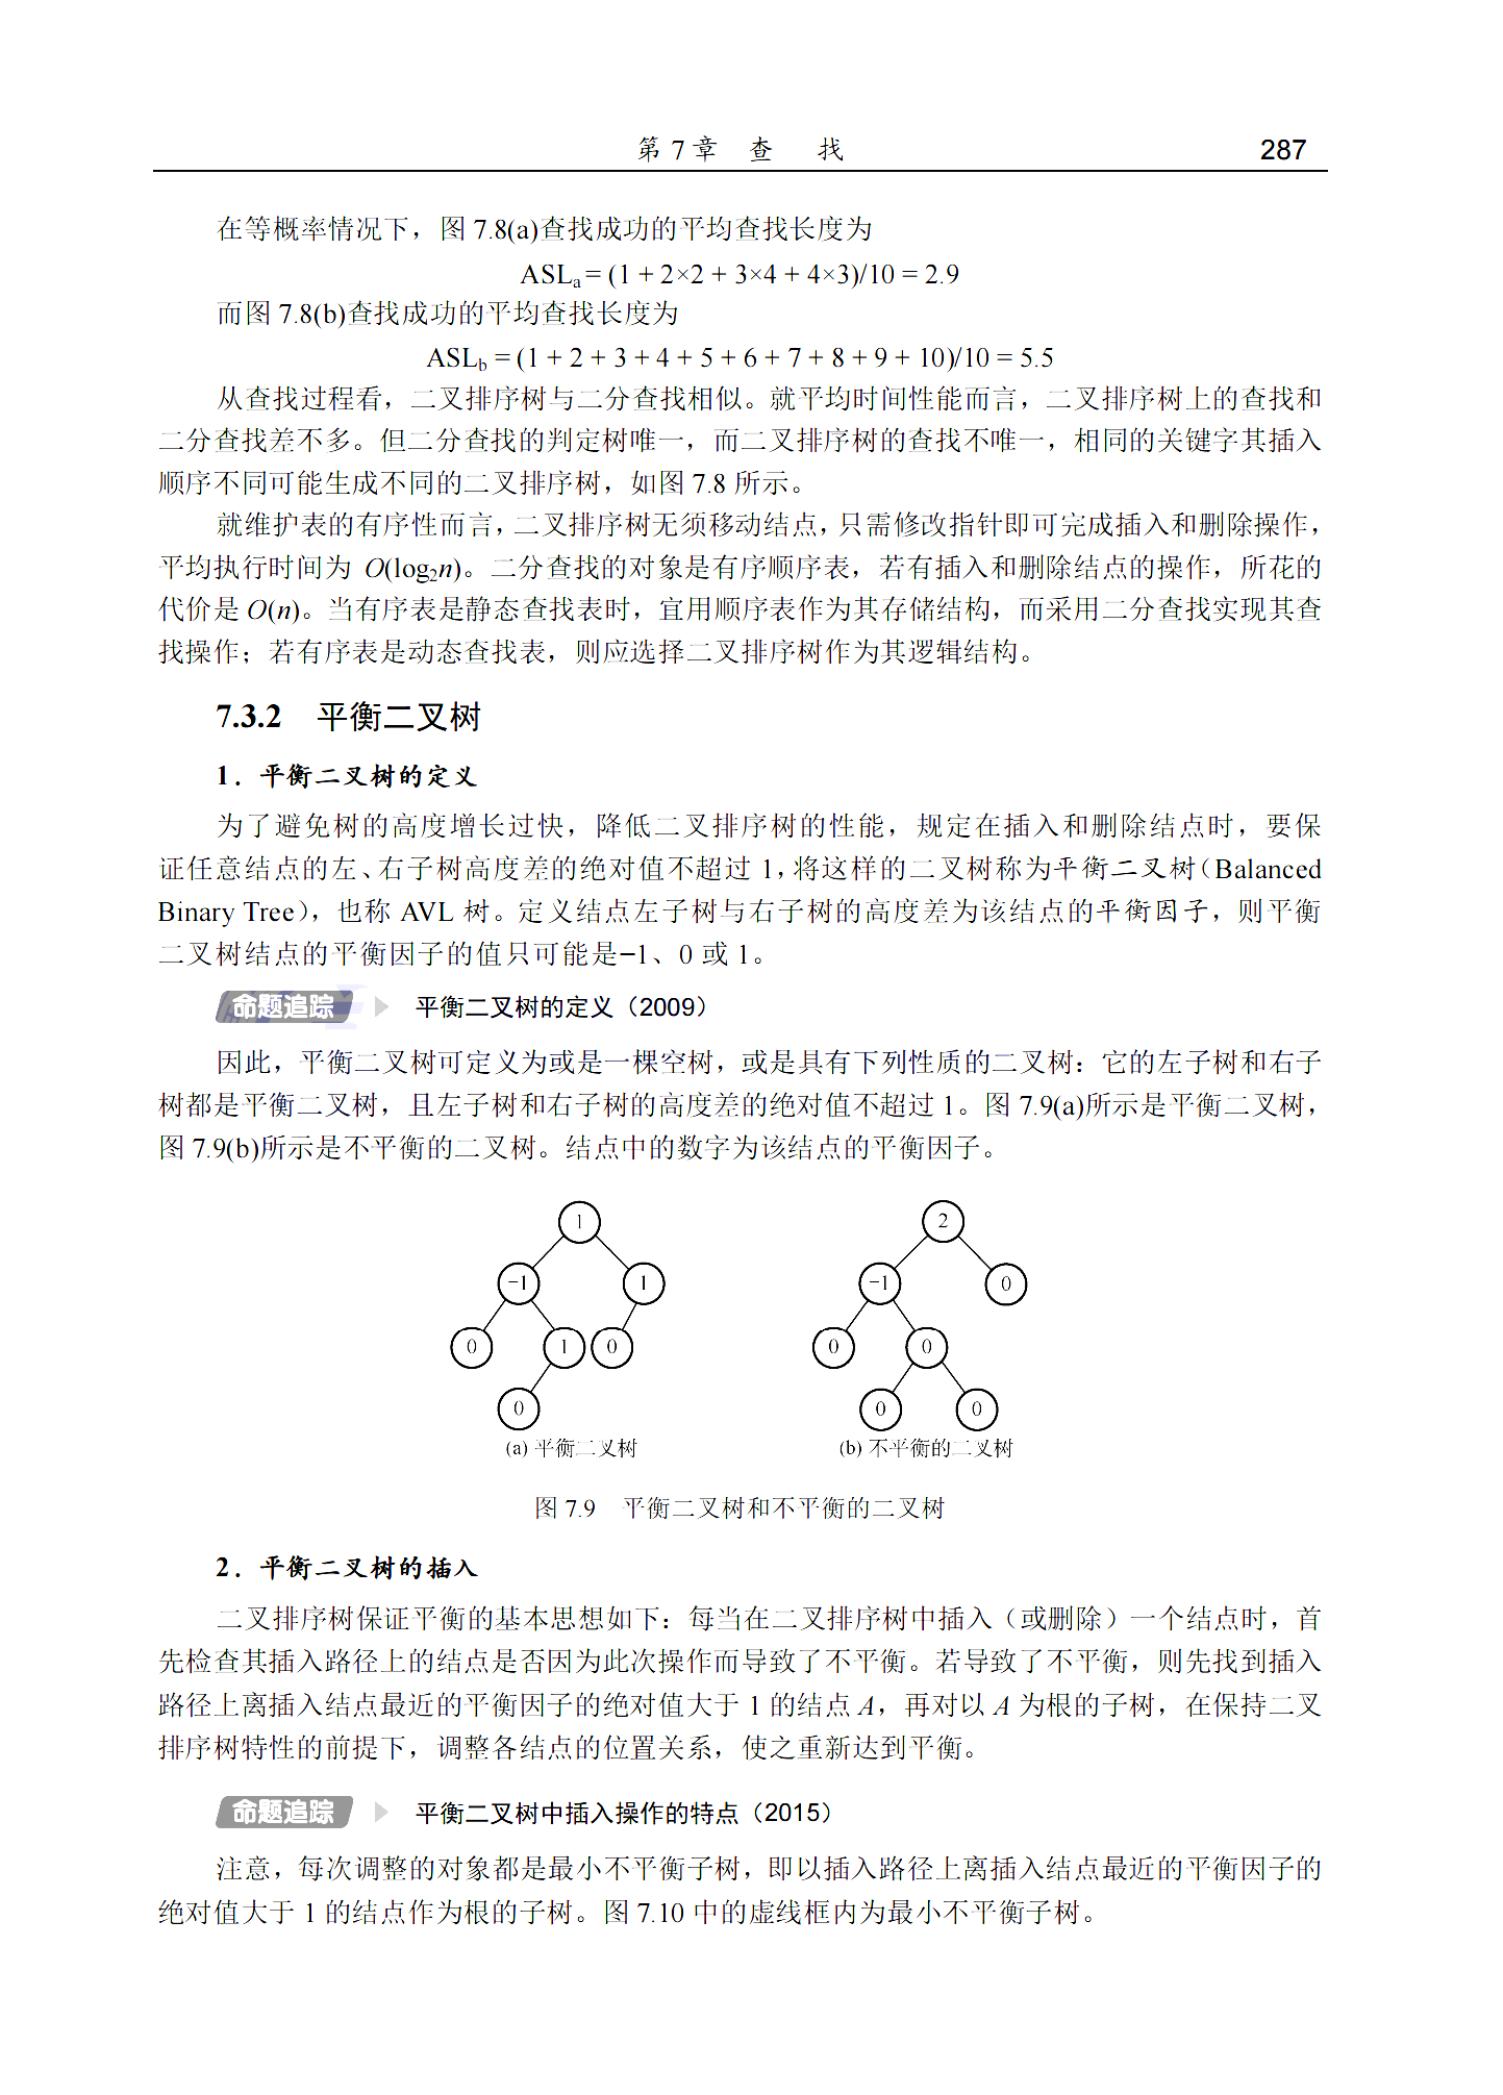 第 7 章 查 找 287
在等概率情况下，图 7.8(a)查找成功的平均查找长度为
ASLa = (1 + 2×2 + 3×4 + 4×3)/10 = 2.9
而图 7.8(b)查找成功的平均查找长度为
ASLb = (1 + 2 + 3 + 4 + 5 + 6 + 7 + 8 + 9 + 10)/10 = 5.5
从查找过程看，二叉排序树与二分查找相似。就平均时间性能而言，二叉排序树上的查找和
二分查找差不多。但二分查找的判定树唯一，而二叉排序树的查找不唯一，相同的关键字其插入
顺序不同可能生成不同的二叉排序树，如图 7.8 所示。
就维护表的有序性而言，二叉排序树无须移动结点，只需修改指针即可完成插入和删除操作，
平均执行时间为 O(log₂n)。二分查找的对象是有序顺序表，若有插入和删除结点的操作，所花的
代价是 O(n)。当有序表是静态查找表时，宜用顺序表作为其存储结构，而采用二分查找实现其查
找操作；若有序表是动态查找表，则应选择二叉排序树作为其逻辑结构。
7.3.2 平衡二叉树
1．平衡二叉树的定义
为了避免树的高度增长过快，降低二叉排序树的性能，规定在插入和删除结点时，要保
证任意结点的左、右子树高度差的绝对值不超过 1，将这样的二叉树称为平衡二叉树（Balanced
Binary Tree），也称 AVL 树。定义结点左子树与右子树的高度差为该结点的平衡因子，则平衡
二叉树结点的平衡因子的值只可能是−1、0 或 1。
命题追踪 平衡二叉树的定义（2009）
因此，平衡二叉树可定义为或是一棵空树，或是具有下列性质的二叉树：它的左子树和右子
树都是平衡二叉树，且左子树和右子树的高度差的绝对值不超过 1。图 7.9(a)所示是平衡二叉树，
图 7.9(b)所示是不平衡的二叉树。结点中的数字为该结点的平衡因子。
1 2
−1 1 −1 0
0 1 0 0 0
0 0 0
(a) 平衡二叉树 (b) 不平衡的二叉树
图 7.9 平衡二叉树和不平衡的二叉树
2．平衡二叉树的插入
二叉排序树保证平衡的基本思想如下：每当在二叉排序树中插入（或删除）一个结点时，首
先检查其插入路径上的结点是否因为此次操作而导致了不平衡。若导致了不平衡，则先找到插入
路径上离插入结点最近的平衡因子的绝对值大于 1 的结点 A，再对以 A 为根的子树，在保持二叉
排序树特性的前提下，调整各结点的位置关系，使之重新达到平衡。
命题追踪 平衡二叉树中插入操作的特点（2015）
注意，每次调整的对象都是最小不平衡子树，即以插入路径上离插入结点最近的平衡因子的
绝对值大于 1 的结点作为根的子树。图 7.10 中的虚线框内为最小不平衡子树。